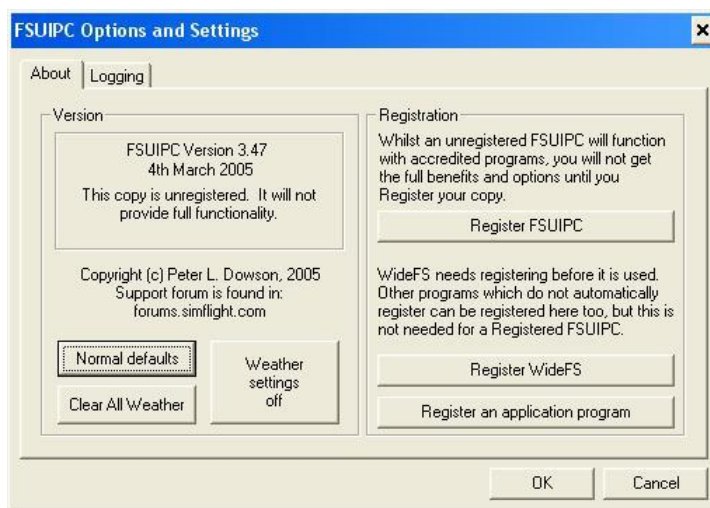 FSUIPC Options and Settings
About
Logging
Version
FSUIPC Version 3.47
4th March 2005
This copy is unregistered. It will not
provide full functionality.
Copyright (c) Peter L. Dowson, 2005
Support forum is found in:
forums.simflight.com
Normal defaults
Clear All Weather
Weather
settings
off
Registration
Whilst an unregistered FSUIPC will function
with accredited programs, you will not get
the full benefits and options until you
Register your copy.
Register FSUIPC
WideFS needs registering before it is used.
Other programs which do not automatically
register can be registered here too, but this is
not needed for a Registered FSUIPC.
Register WideFS
Register an application program
OK
Cancel